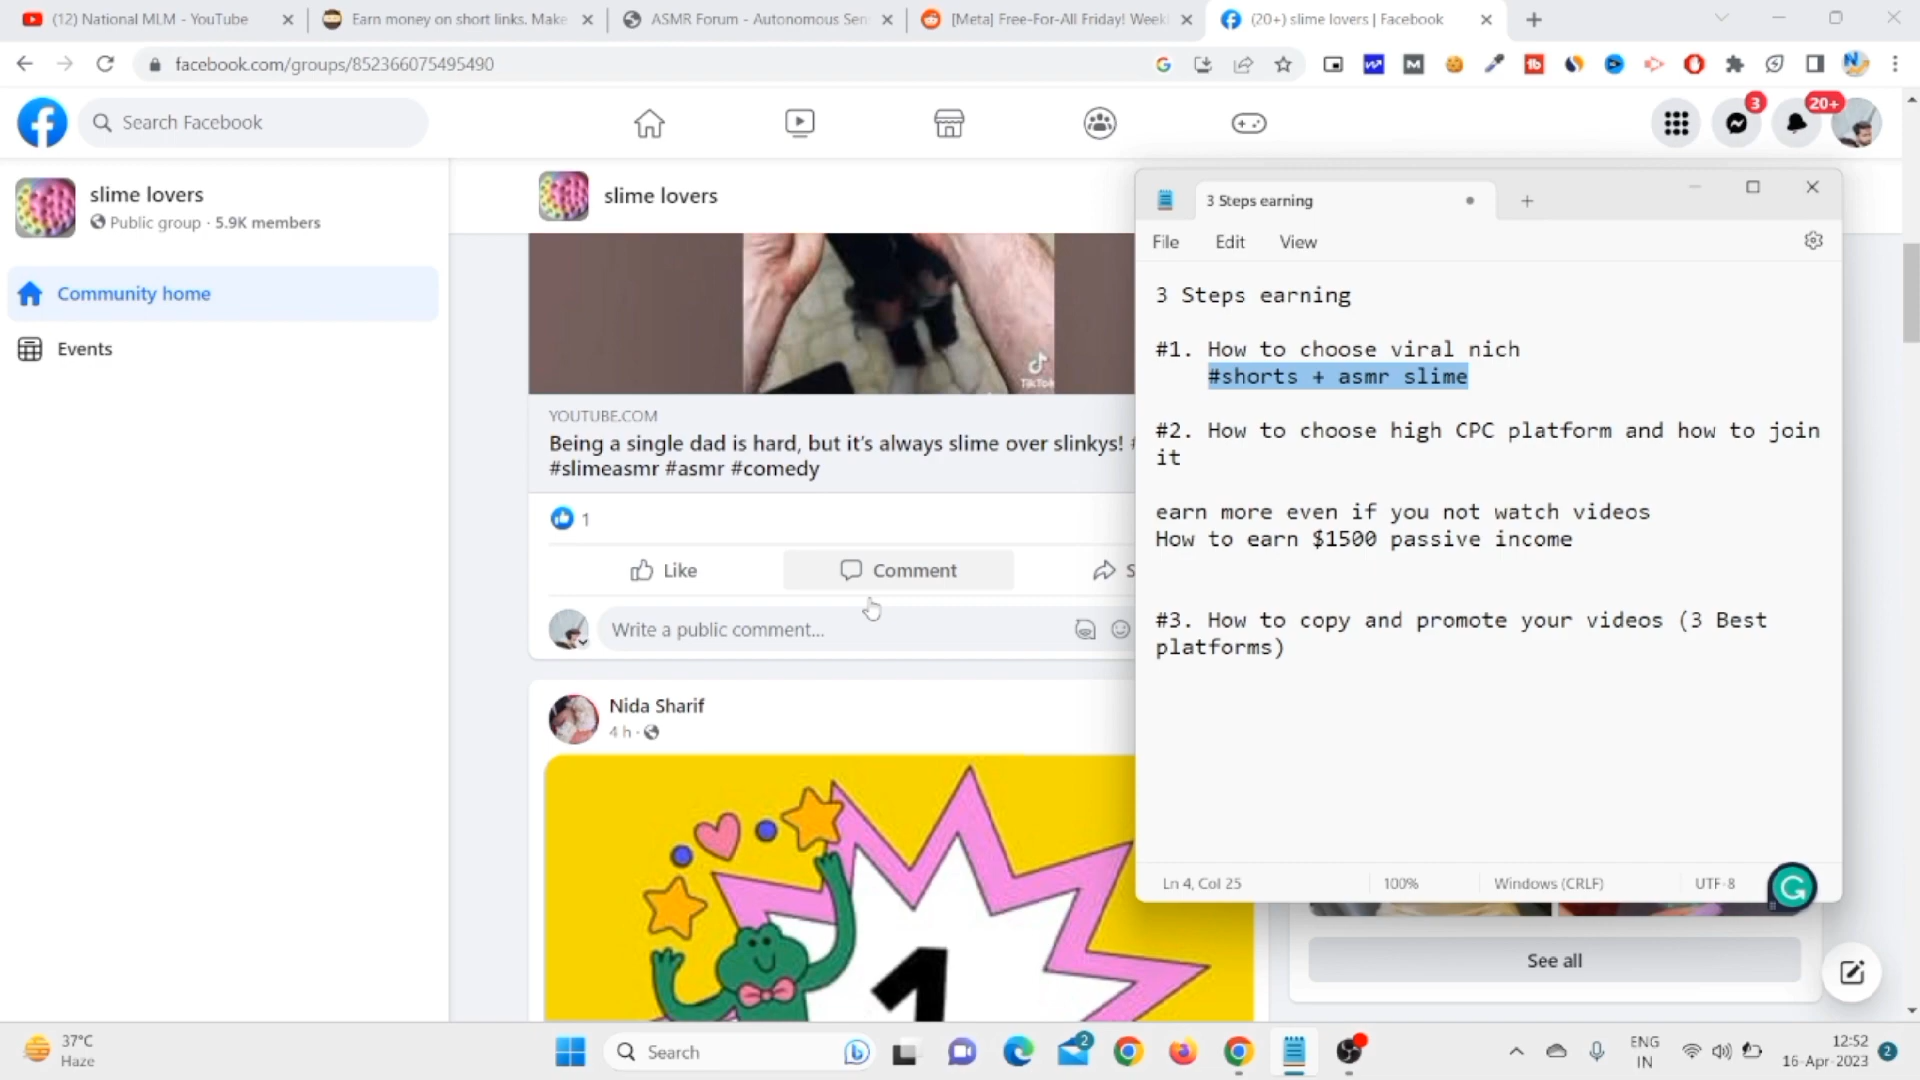 (12) National MLM - YouTube
Earn money on short links. Make
ASMR Forum - Autonomous Sen
[Meta] Free-For-All Friday! Weekl
(20+) slime lovers | Facebook
facebook.com/groups/852366075495490
Search Facebook
3
20+
slime lovers
Public group · 5.9K members
Community home
Events
slime lovers
TikTok
YOUTUBE.COM
Being a single dad is hard, but it's always slime over slinkys! #
#slimeasmr #asmr #comedy
1
Like
Comment
S
Write a public comment...
Nida Sharif
4 h ·
1
3 Steps earning
File
Edit
View
3 Steps earning
#1. How to choose viral nich
#shorts + asmr slime
#2. How to choose high CPC platform and how to join
it
earn more even if you not watch videos
How to earn $1500 passive income
#3. How to copy and promote your videos (3 Best
platforms)
Ln 4, Col 25
100%
Windows (CRLF)
UTF-8
See all
37°C
Haze
Search
2
ENG
IN
12:52
16-Apr-2023
2